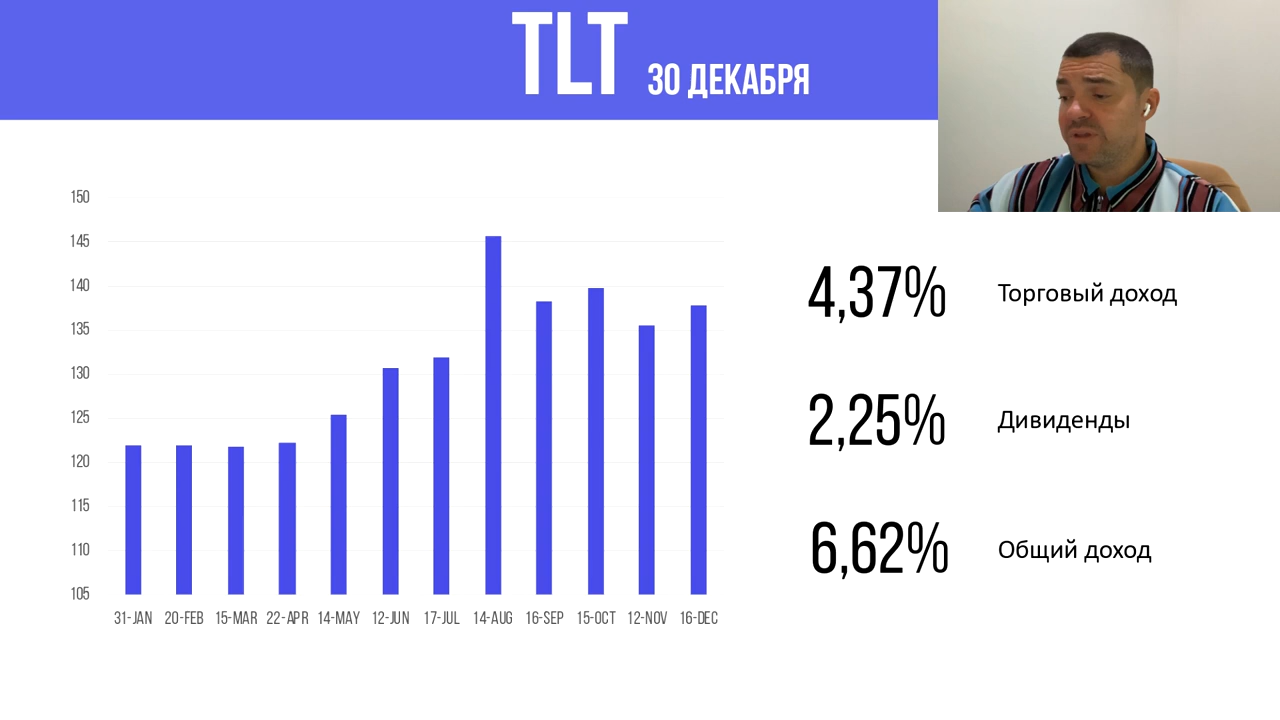 TLT 30 ДЕКАБРЯ
150
145
140
135
130
125
120
115
110
105
31-JAN 20-FEB 15-MAR 22-APR 14-MAY 12-JUN 17-JUL 14-AUG 16-SEP 15-OCT 12-NOV 16-DEC
4,37% Торговый доход
2,25% Дивиденды
6,62% Общий доход